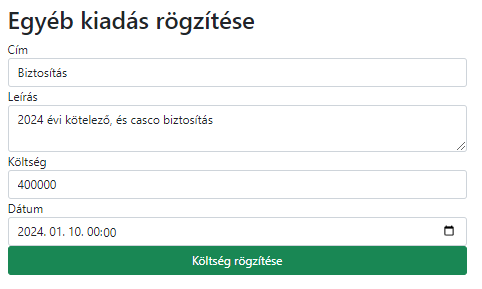 Egyéb kiadás rögzítése
Cím
Biztosítás
Leírás
2024 évi kötelező, és casco biztosítás
Költség
400000
Dátum
2024. 01. 10. 00:00
Költség rögzítése